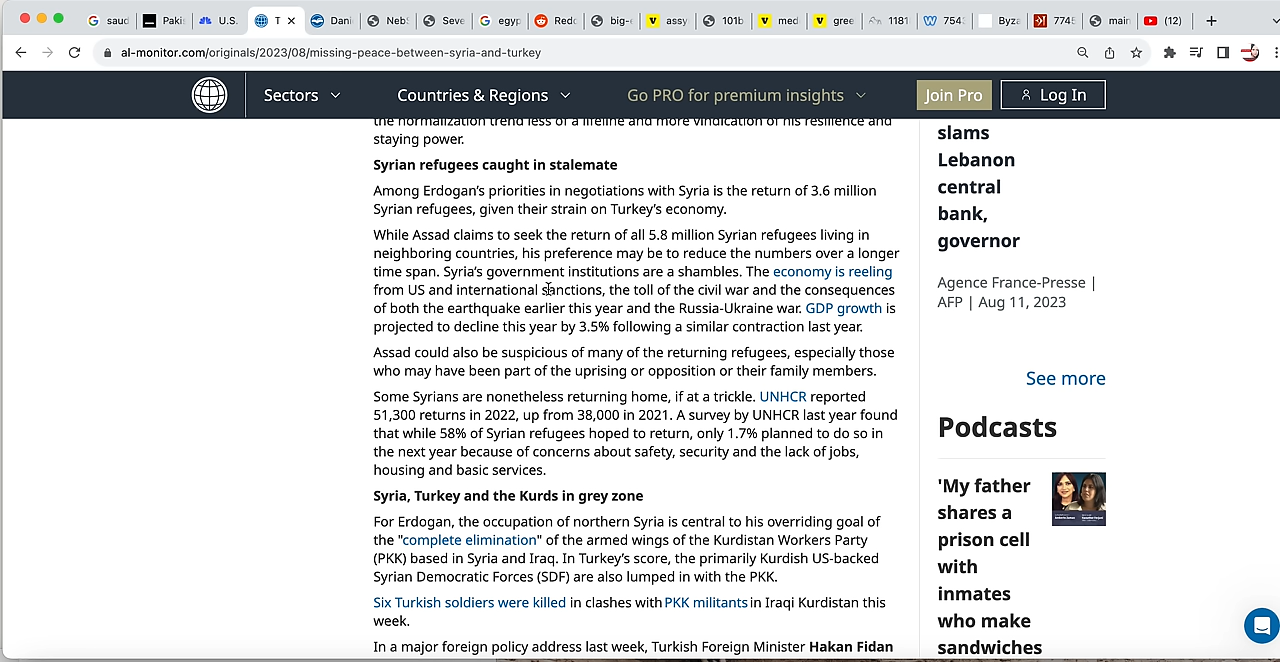 saud
Paki
U.S.
T
Dani
Neb
Seve
egyp
Redd
big-
assy
101b
med
gree
1181
754
Byza
774
main
(12)
al-monitor.com/originals/2023/08/missing-peace-between-syria-and-turkey
Sectors
Countries & Regions
Go PRO for premium insights
Join Pro
Log In
the normalization trend less of a lifeline and more vindication of his resilience and
staying power.
Syrian refugees caught in stalemate
Among Erdogan's priorities in negotiations with Syria is the return of 3.6 million
Syrian refugees, given their strain on Turkey's economy.
While Assad claims to seek the return of all 5.8 million Syrian refugees living in
neighboring countries, his preference may be to reduce the numbers over a longer
time span. Syria's government institutions are a shambles. The economy is reeling
from US and international sanctions, the toll of the civil war and the consequences
of both the earthquake earlier this year and the Russia-Ukraine war. GDP growth is
projected to decline this year by 3.5% following a similar contraction last year.
Assad could also be suspicious of many of the returning refugees, especially those
who may have been part of the uprising or opposition or their family members.
Some Syrians are nonetheless returning home, if at a trickle. UNHCR reported
51,300 returns in 2022, up from 38,000 in 2021. A survey by UNHCR last year found
that while 58% of Syrian refugees hoped to return, only 1.7% planned to do so in
the next year because of concerns about safety, security and the lack of jobs,
housing and basic services.
Syria, Turkey and the Kurds in grey zone
For Erdogan, the occupation of northern Syria is central to his overriding goal of
the "complete elimination" of the armed wings of the Kurdistan Workers Party
(PKK) based in Syria and Iraq. In Turkey's score, the primarily Kurdish US-backed
Syrian Democratic Forces (SDF) are also lumped in with the PKK.
Six Turkish soldiers were killed in clashes with PKK militants in Iraqi Kurdistan this
week.
In a major foreign policy address last week, Turkish Foreign Minister Hakan Fidan
slams
Lebanon
central
bank,
governor
Agence France-Presse |
AFP | Aug 11, 2023
See more
Podcasts
'My father
shares a
prison cell
with
inmates
who make
sandwiches